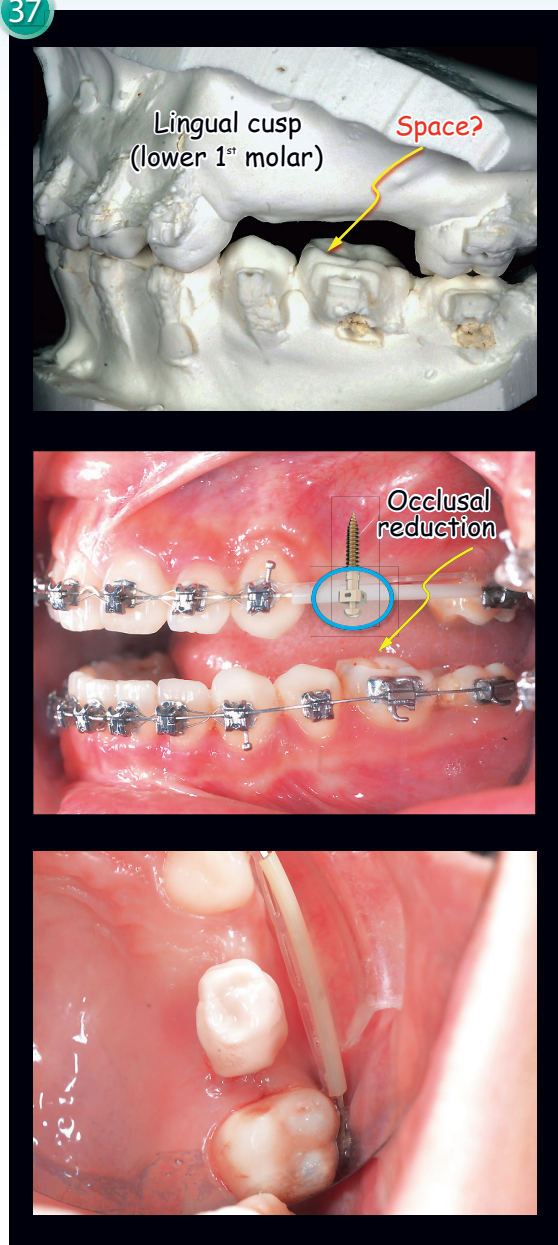 37
Lingual cusp
(lower 1st molar)
Space?
Occlusal
reduction